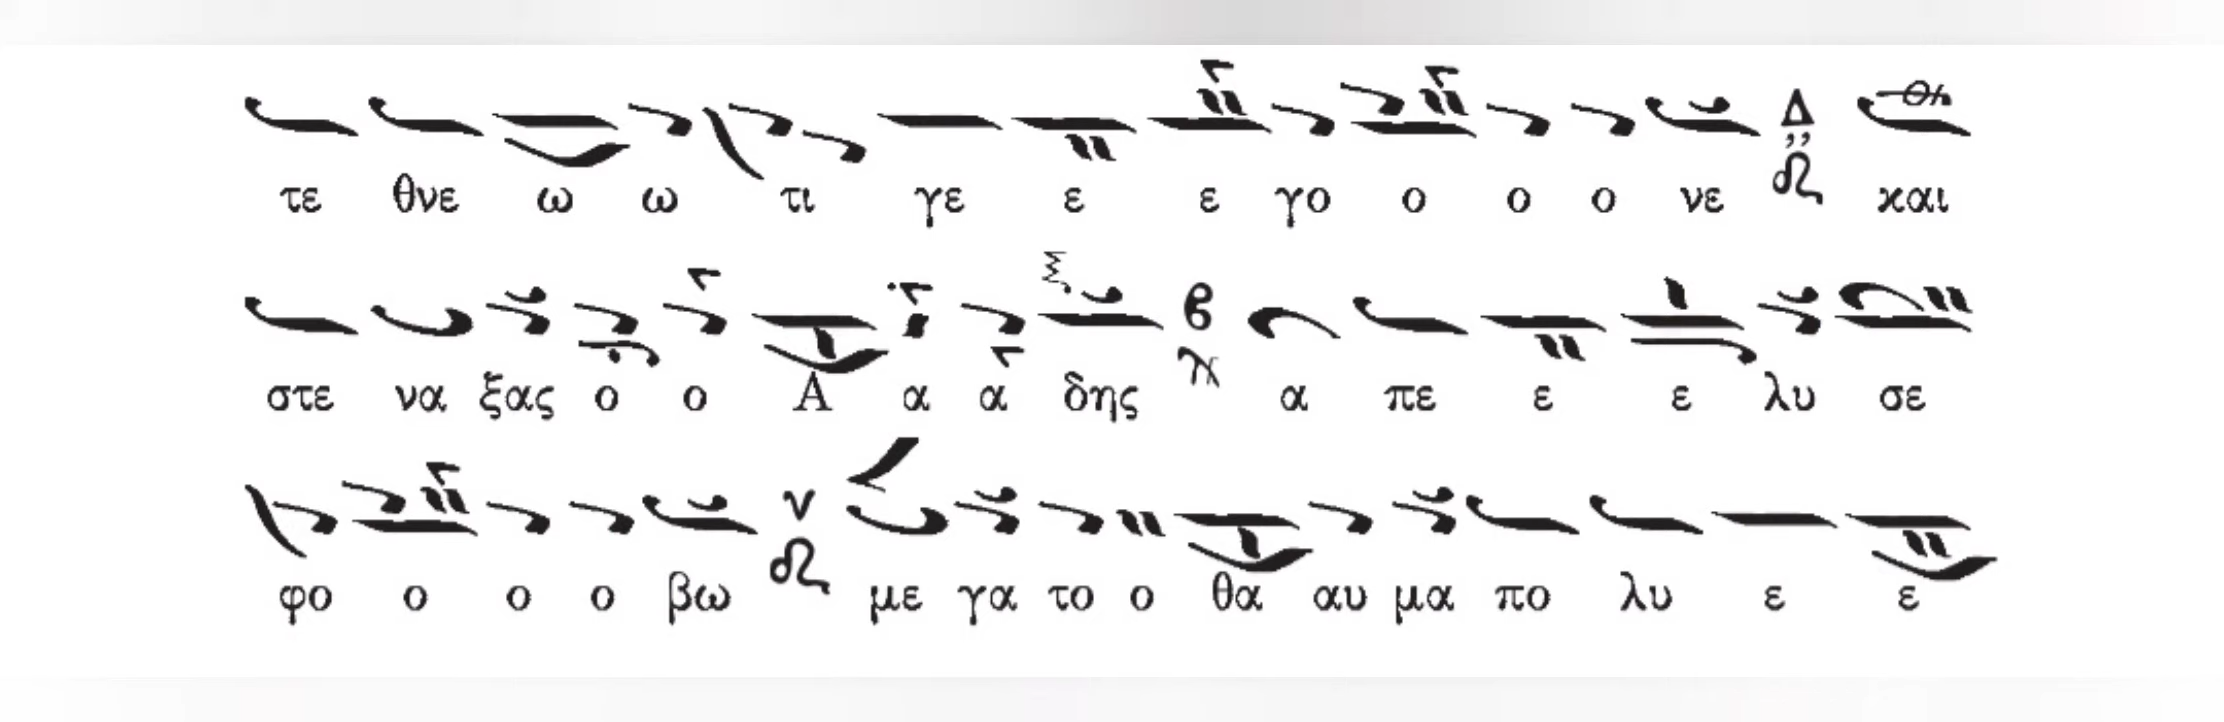 τε θνε ω ω τι γε ε ε γο ο ο ο νε Δ και
στε να ξας ο ο Α α α δης α πε ε ε λυ σε
φο ο ο ο βω ν με γα το ο θα αυ μα πο λυ ε ε